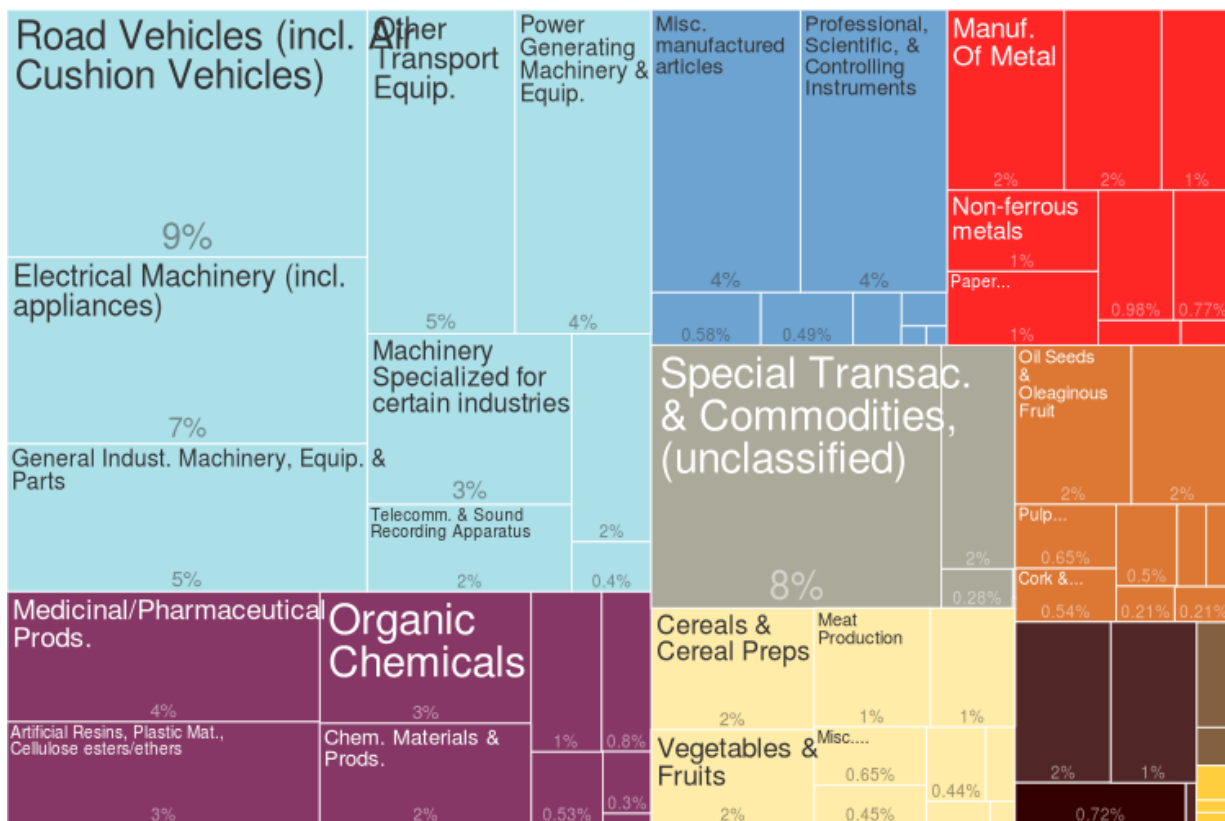 Road Vehicles (incl. Air
Cushion Vehicles)
9%
Electrical Machinery (incl.
appliances)
7%
General Indust. Machinery, Equip. &
Parts
5%
Other
Transport
Equip.
5%
Power
Generating
Machinery &
Equip.
4%
Machinery
Specialized for
certain industries
3%
Telecomm. & Sound
Recording Apparatus
2%
2%
0.4%
Misc.
manufactured
articles
4%
Professional,
Scientific, &
Controlling
Instruments
4%
0.58%
0.49%
Manuf.
Of Metal
2%
2%
1%
Non-ferrous
metals
1%
Paper...
1%
0.98%
0.77%
Special Transac.
& Commodities,
(unclassified)
8%
2%
0.28%
Oil Seeds
&
Oleaginous
Fruit
2%
2%
Pulp...
0.65%
Cork &...
0.54%
0.5%
0.21%
0.21%
Medicinal/Pharmaceutical
Prods.
4%
Artificial Resins, Plastic Mat.,
Cellulose esters/ethers
3%
Organic
Chemicals
3%
Chem. Materials &
Prods.
2%
1%
0.8%
0.53%
0.3%
Cereals &
Cereal Preps
2%
Vegetables &
Fruits
2%
Meat
Production
1%
1%
Misc....
0.65%
0.45%
0.44%
2%
1%
0.72%